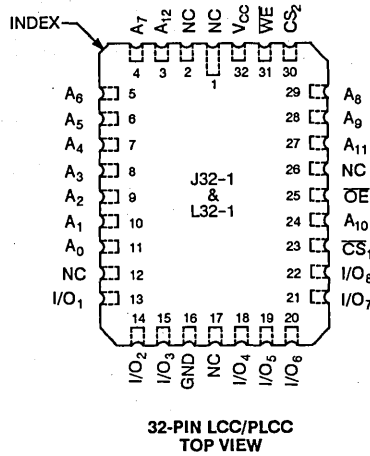 INDEX
A7 A12 NC NC VCC W̅E̅ CS2
4 3 2 1 32 31 30
A6 5 29 A8
A5 6 28 A9
A4 7 27 A11
A3 8 26 NC
A2 9 25 O̅E̅
A1 10 24 A10
A0 11 23 C̅S̅1
NC 12 22 I/O8
I/O1 13 21 I/O7
J32-1
&
L32-1
14 15 16 17 18 19 20
I/O2 I/O3 GND NC I/O4 I/O5 I/O6
32-PIN LCC/PLCC
TOP VIEW